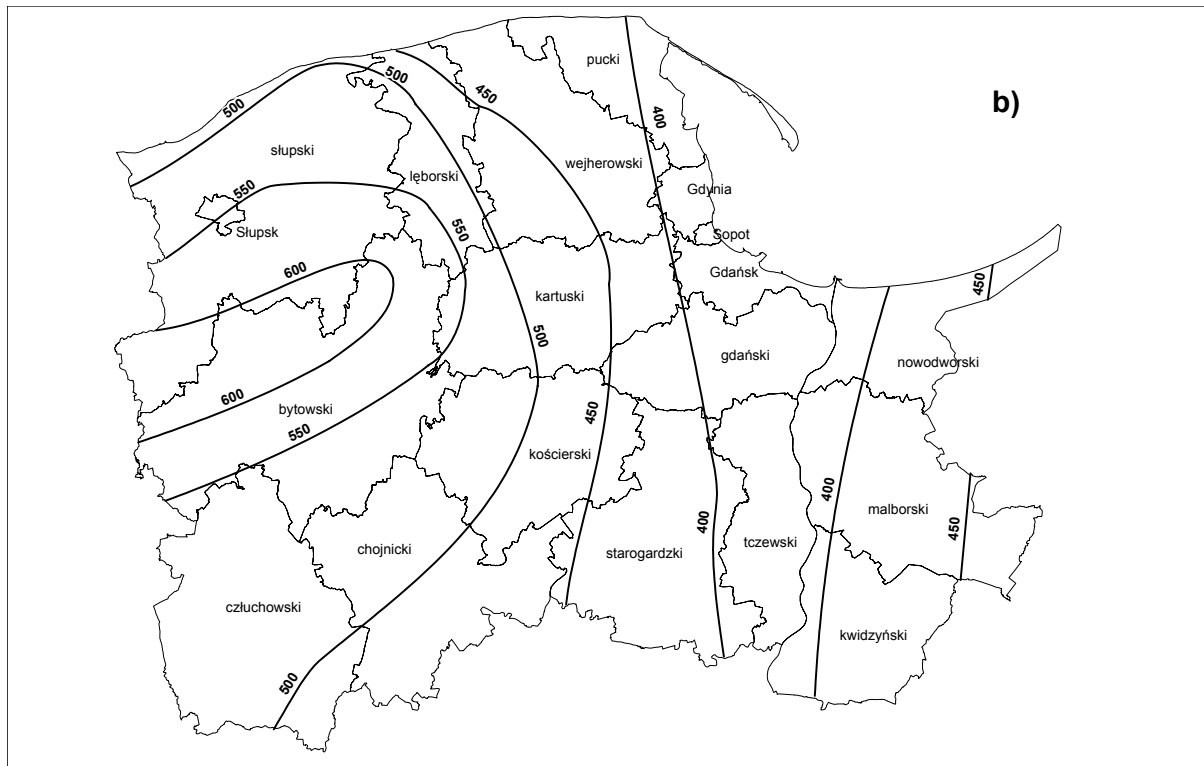 pucki
500
450
b)
500
400
słupski
wejherowski
lęborski
Gdynia
550
Słupsk
550
Sopot
600
Gdańsk
450
kartuski
500
gdański
nowodworski
600
bytowski
450
550
kościerski
400
malborski
400
450
chojnicki
starogardzki
tczewski
człuchowski
kwidzyński
500